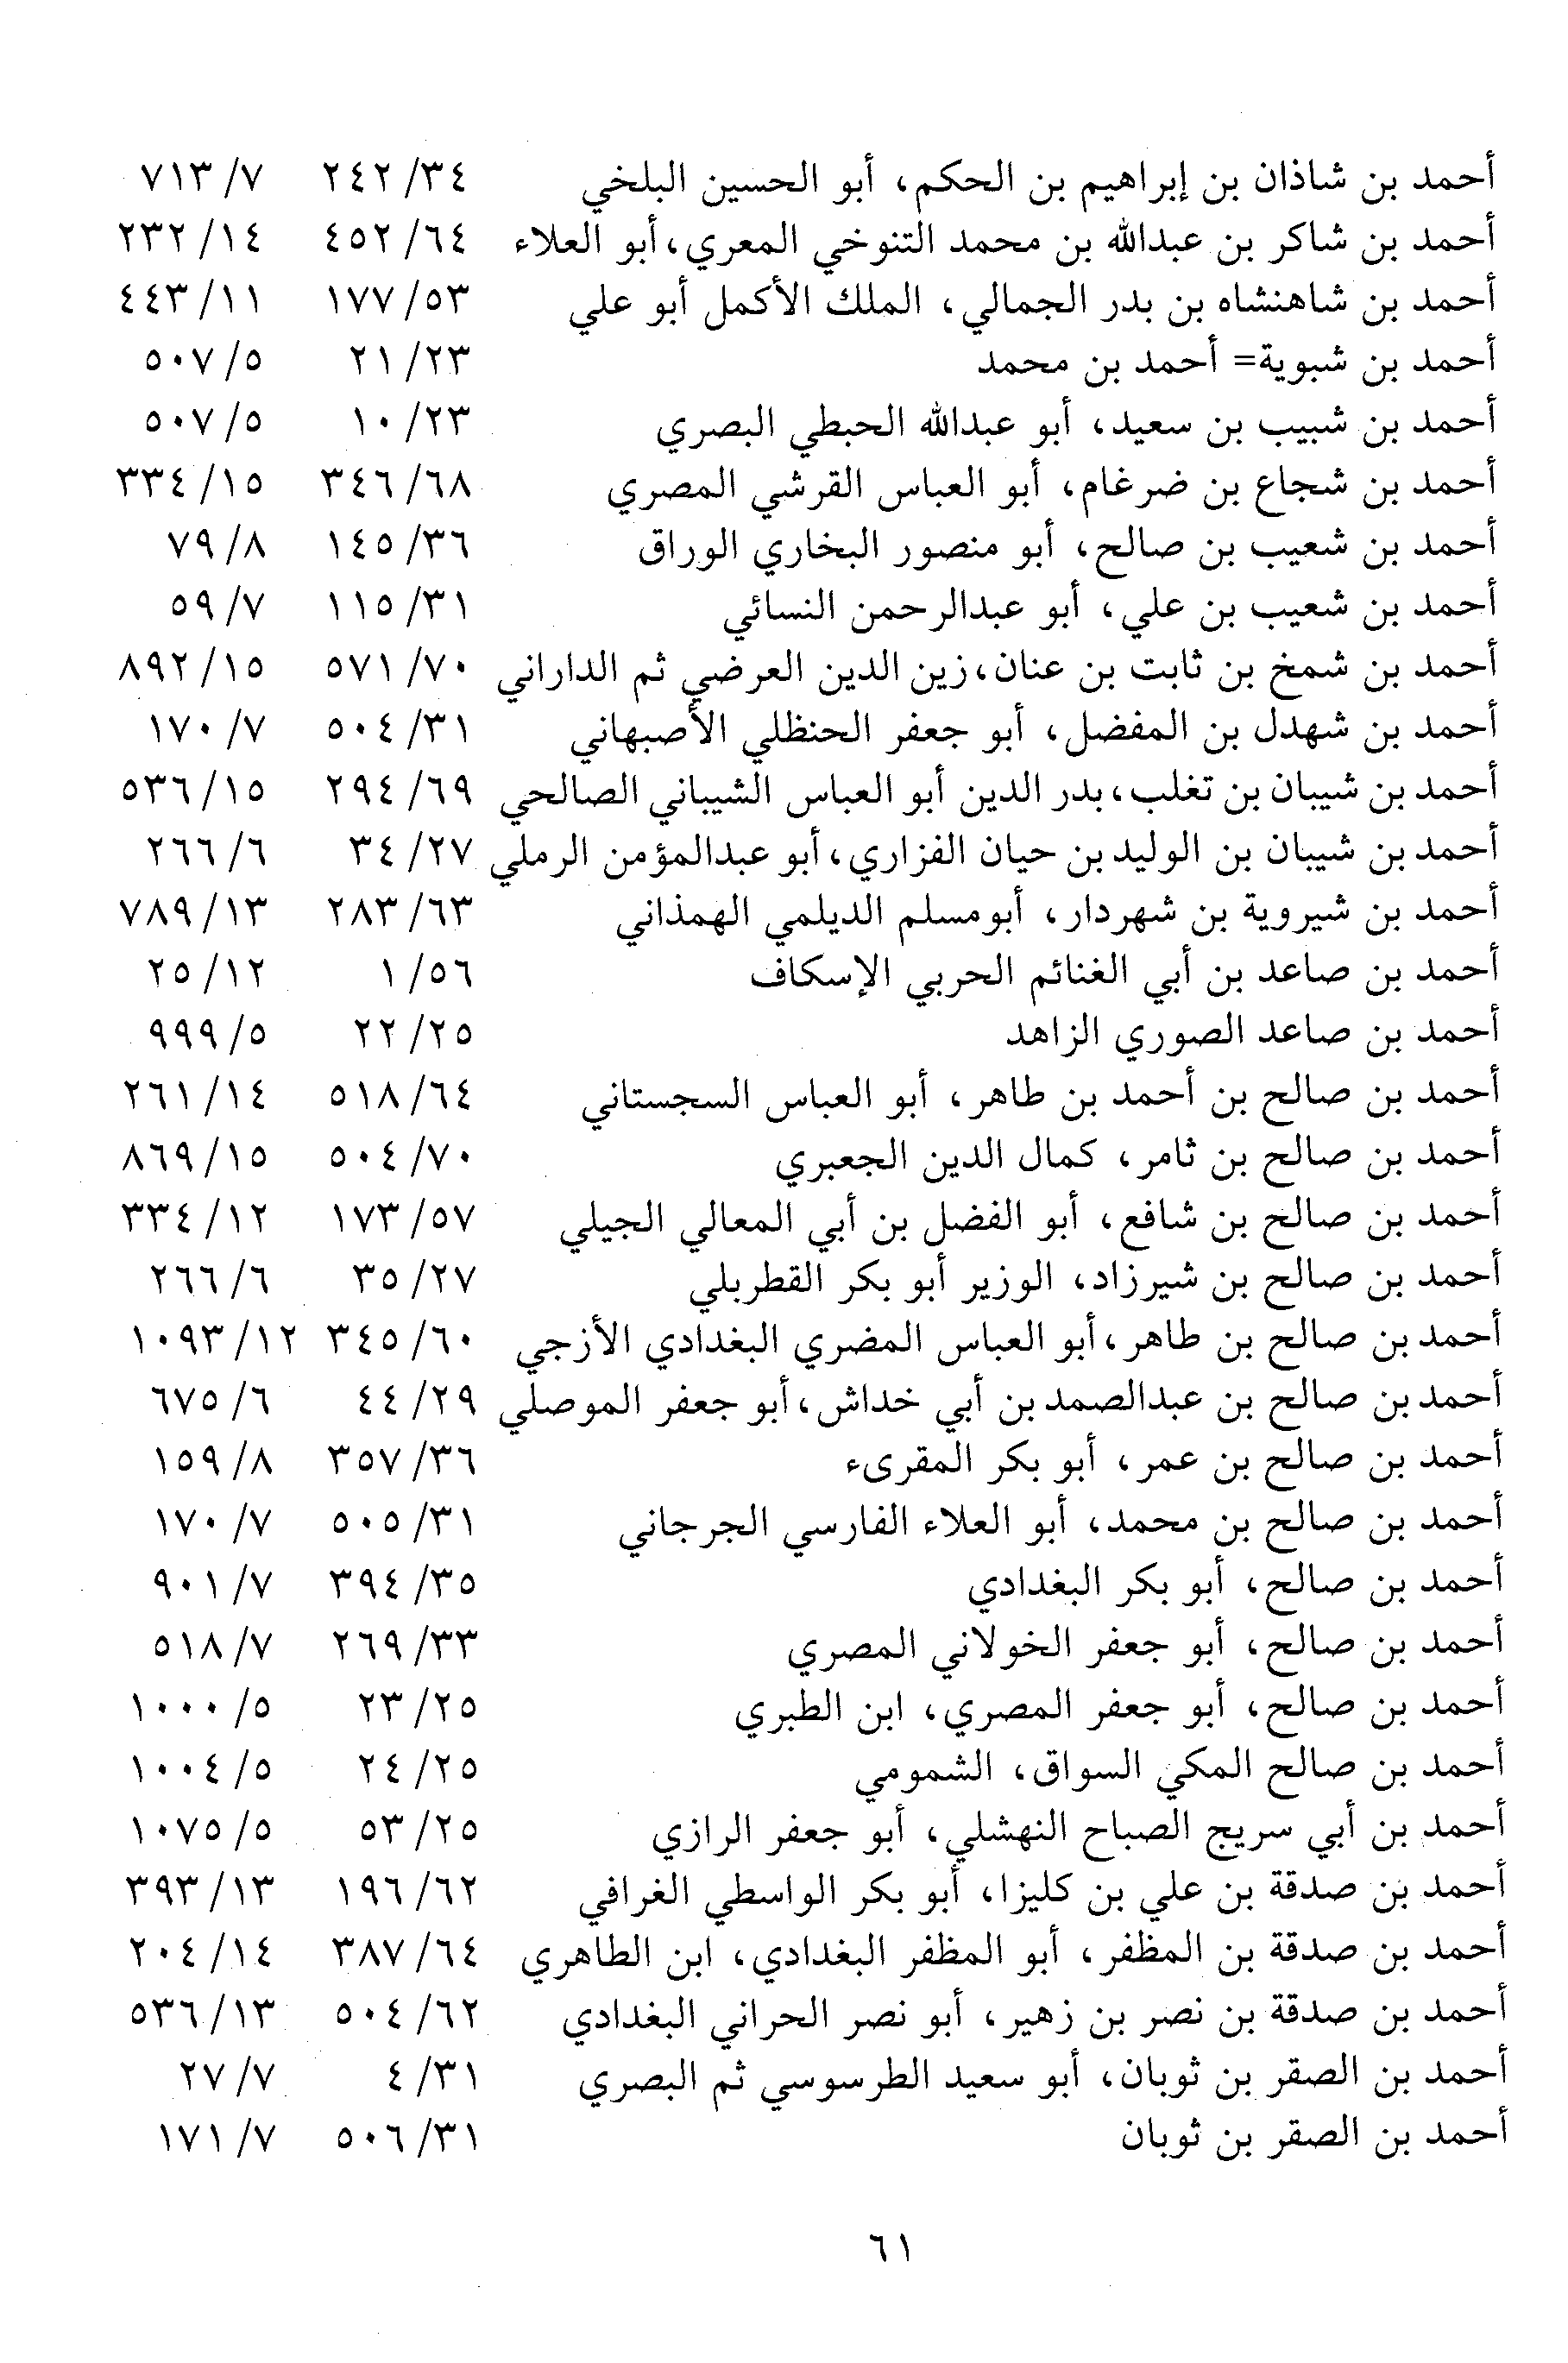 أحمد بن شاذان بن إبراهيم بن الحكم، أبو الحسين البلخي ٣٤/ ٢٤٢ ٧/ ٧١٣
أحمد بن شاكر بن عبدالله بن محمد التنوخي المعري، أبو العلاء ٦٤/ ٤٥٢ ١٤/ ٢٣٢
أحمد بن شاهنشاه بن بدر الجمالي، الملك الأكمل أبو علي ٥٣/ ١٧٧ ١١/ ٤٤٣
أحمد بن شبوية= أحمد بن محمد ٢٣/ ٢١ ٥/ ٥٠٧
أحمد بن شبيب بن سعيد، أبو عبدالله الحبطي البصري ٢٣/ ١٠ ٥/ ٥٠٧
أحمد بن شجاع بن ضرغام، أبو العباس القرشي المصري ٦٨/ ٣٤٦ ١٥/ ٣٣٤
أحمد بن شعيب بن صالح، أبو منصور البخاري الوراق ٣٦/ ١٤٥ ٨/ ٧٩
أحمد بن شعيب بن علي، أبو عبدالرحمن النسائي ٣١/ ١١٥ ٧/ ٥٩
أحمد بن شمخ بن ثابت بن عنان، زين الدين العرضي ثم الداراني ٧٠/ ٥٧١ ١٥/ ٨٩٢
أحمد بن شهدل بن المفضل، أبو جعفر الحنظلي الأصبهاني ٣١/ ٥٠٤ ٧/ ١٧٠
أحمد بن شيبان بن تغلب، بدر الدين أبو العباس الشيباني الصالحي ٦٩/ ٢٩٤ ١٥/ ٥٣٦
أحمد بن شيبان بن الوليد بن حيان الفزاري، أبو عبدالمؤمن الرملي ٢٧/ ٣٤ ٦/ ٢٦٦
أحمد بن شيروية بن شهردار، أبومسلم الديلمي الهمذاني ٦٣/ ٢٨٣ ١٣/ ٧٨٩
أحمد بن صاعد بن أبي الغنائم الحربي الإسكاف ٥٦/ ١ ١٢/ ٢٥
أحمد بن صاعد الصوري الزاهد ٢٥/ ٢٢ ٥/ ٩٩٩
أحمد بن صالح بن أحمد بن طاهر، أبو العباس السجستاني ٦٤/ ٥١٨ ١٤/ ٢٦١
أحمد بن صالح بن ثامر، كمال الدين الجعبري ٧٠/ ٥٠٤ ١٥/ ٨٦٩
أحمد بن صالح بن شافع، أبو الفضل بن أبي المعالي الجيلي ٥٧/ ١٧٣ ١٢/ ٣٣٤
أحمد بن صالح بن شيرزاد، الوزير أبو بكر القطربلي ٢٧/ ٣٥ ٦/ ٢٦٦
أحمد بن صالح بن طاهر، أبو العباس المضري البغدادي الأزجي ٦٠/ ٣٤٥ ١٢/ ١٠٩٣
أحمد بن صالح بن عبدالصمد بن أبي خداش، أبو جعفر الموصلي ٢٩/ ٤٤ ٦/ ٦٧٥
أحمد بن صالح بن عمر، أبو بكر المقرىء ٣٦/ ٣٥٧ ٨/ ١٥٩
أحمد بن صالح بن محمد، أبو العلاء الفارسي الجرجاني ٣١/ ٥٠٥ ٧/ ١٧٠
أحمد بن صالح، أبو بكر البغدادي ٣٥/ ٣٩٤ ٧/ ٩٠١
أحمد بن صالح، أبو جعفر الخولاني المصري ٣٣/ ٢٦٩ ٧/ ٥١٨
أحمد بن صالح، أبو جعفر المصري، ابن الطبري ٢٥/ ٢٣ ٥/ ١٠٠٠
أحمد بن صالح المكي السواق، الشمومي ٢٥/ ٢٤ ٥/ ١٠٠٤
أحمد بن أبي سريج الصباح النهشلي، أبو جعفر الرازي ٢٥/ ٥٣ ٥/ ١٠٧٥
أحمد بن صدقة بن علي بن كليزا، أبو بكر الواسطي الغرافي ٦٢/ ١٩٦ ١٣/ ٣٩٣
أحمد بن صدقة بن المظفر، أبو المظفر البغدادي، ابن الطاهري ٦٤/ ٣٨٧ ١٤/ ٢٠٤
أحمد بن صدقة بن نصر بن زهير، أبو نصر الحراني البغدادي ٦٢/ ٥٠٤ ١٣/ ٥٣٦
أحمد بن الصقر بن ثوبان، أبو سعيد الطرسوسي ثم البصري ٣١/ ٤ ٧/ ٢٧
أحمد بن الصقر بن ثوبان ٣١/ ٥٠٦ ٧/ ١٧١
٦١